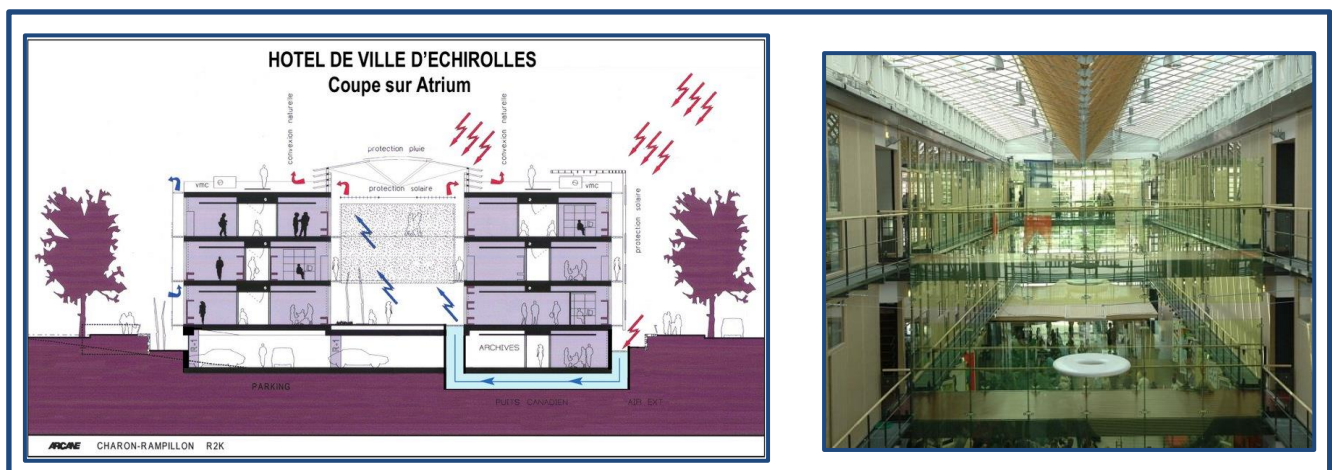 HOTEL DE VILLE D'ECHIROLLES
Coupe sur Atrium
convexion naturelle
protection pluie
convexion naturelle
vmc
protection solaire
vmc
protection solaire
ARCHIVES
PARKING
PUITS CANADIEN
AIR EXT
ARCANE CHARON-RAMPILLON R2K